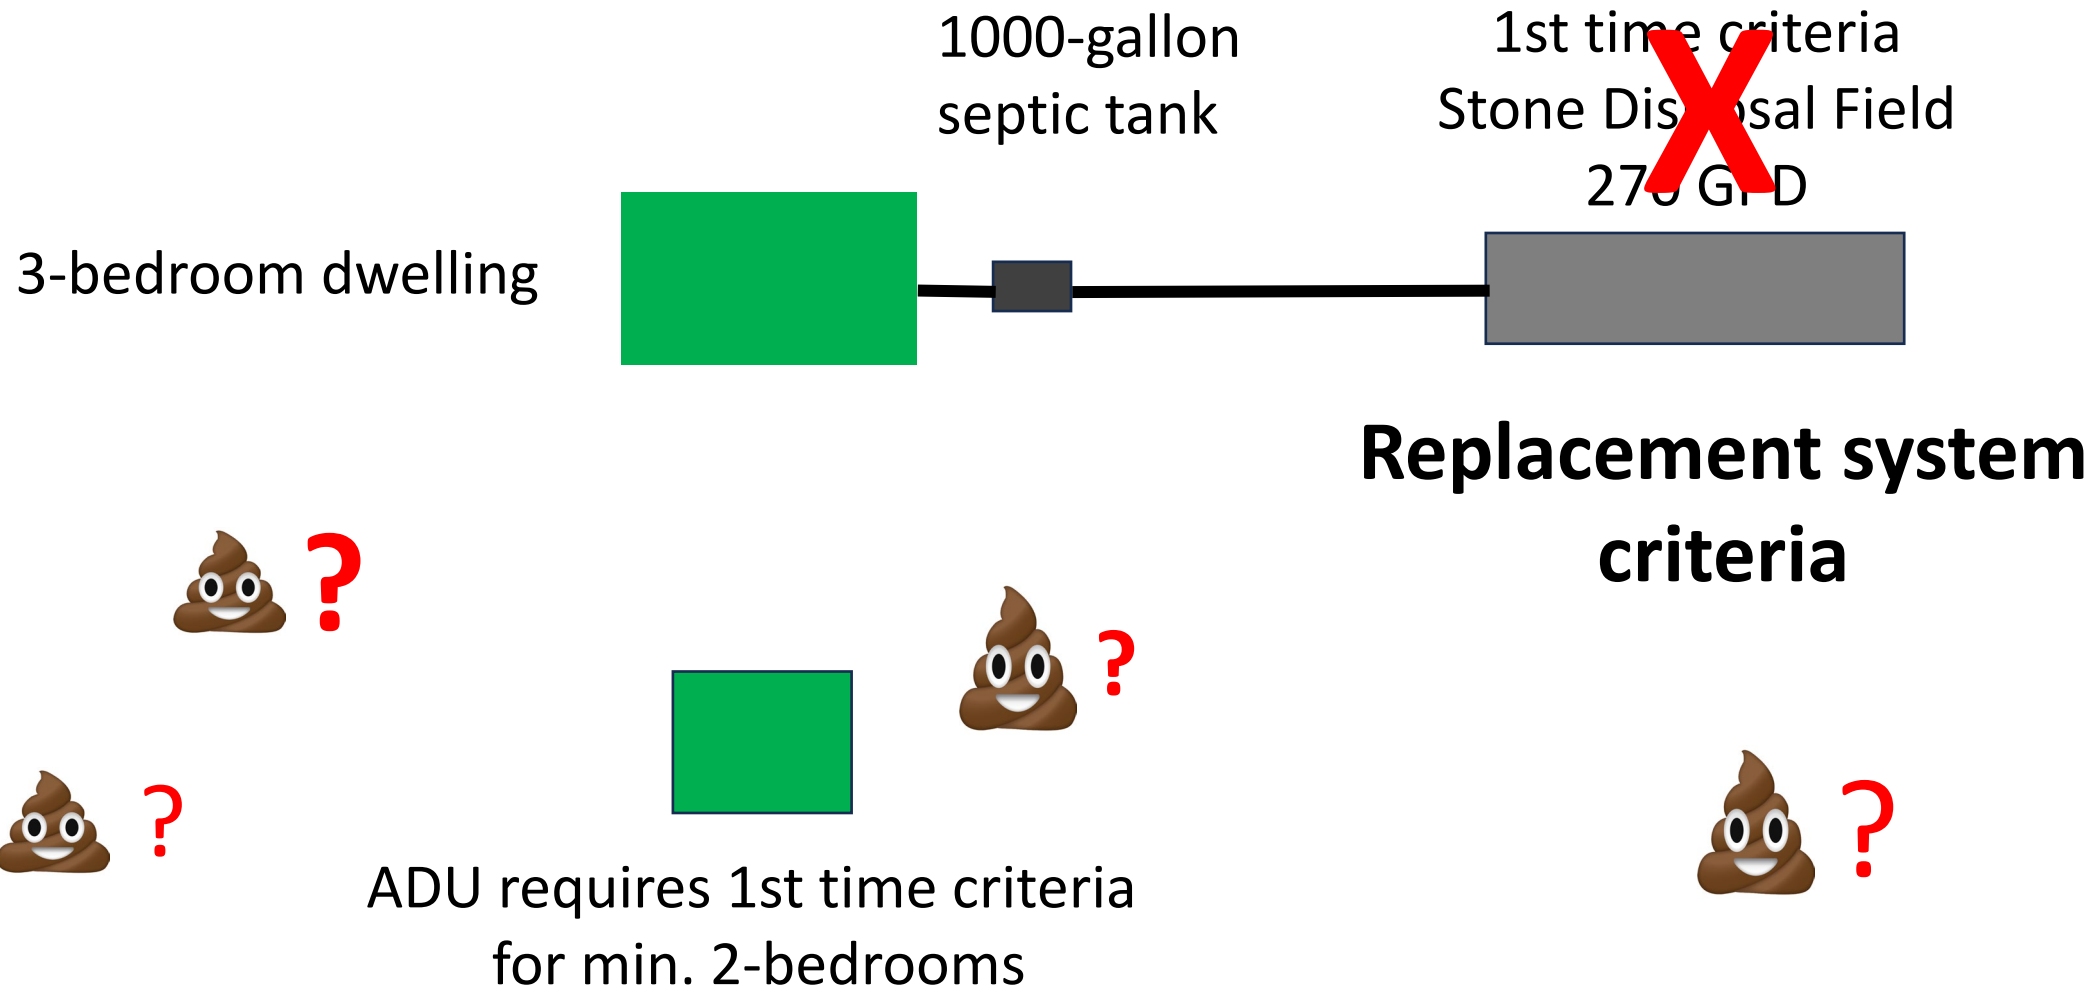 1000-gallon
septic tank
1st time criteria
Stone Disposal Field
270 GPD
X
3-bedroom dwelling
Replacement system
criteria
?
?
?
?
ADU requires 1st time criteria
for min. 2-bedrooms